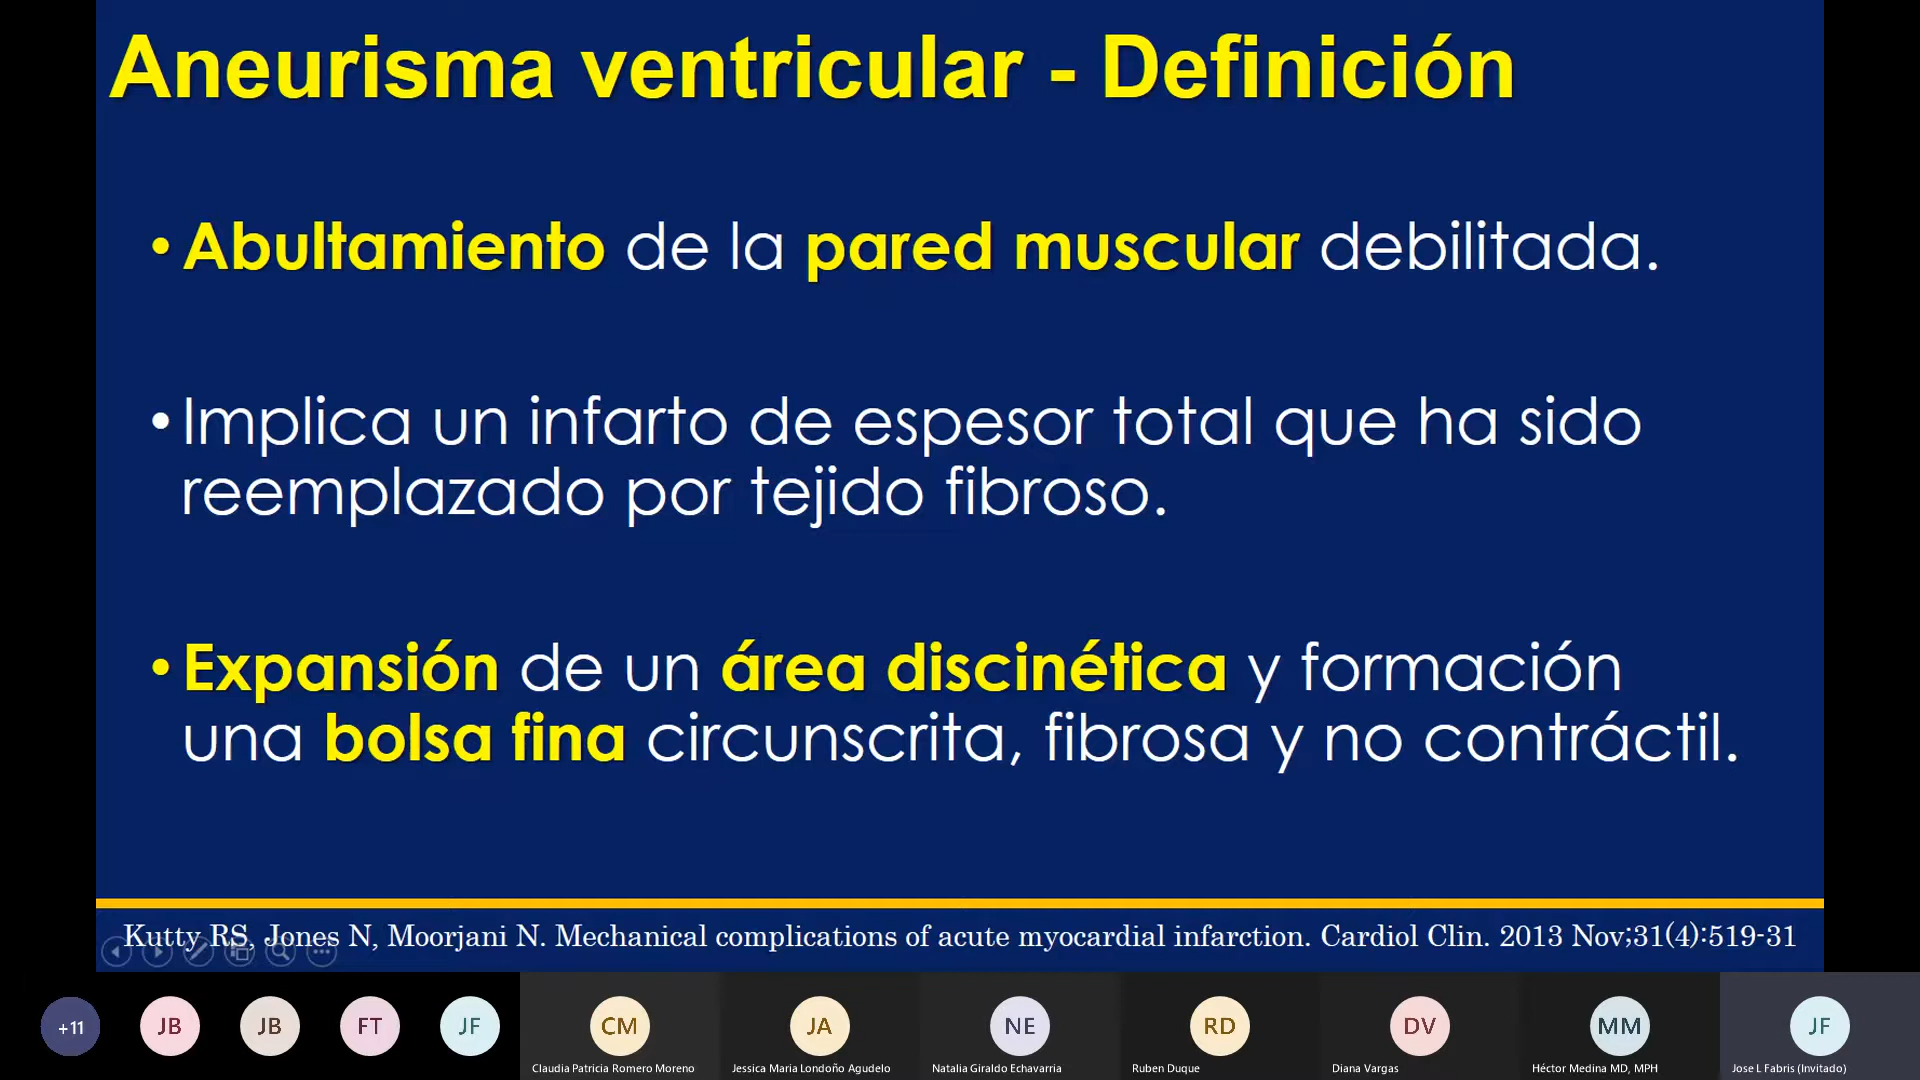 Aneurisma ventricular - Definición
•Abultamiento de la pared muscular debilitada.
•Implica un infarto de espesor total que ha sido
reemplazado por tejido fibroso.
•Expansión de un área discinética y formación
una bolsa fina circunscrita, fibrosa y no contráctil.
Kutty RS, Jones N, Moorjani N. Mechanical complications of acute myocardial infarction. Cardiol Clin. 2013 Nov;31(4):519-31
+11 JB JB FT JF CM JA NE RD DV MM JF
Claudia Patricia Romero Moreno Jessica Maria Londoño Agudelo Natalia Giraldo Echavarria Ruben Duque Diana Vargas Héctor Medina MD, MPH Jose L Fabris (Invitado)